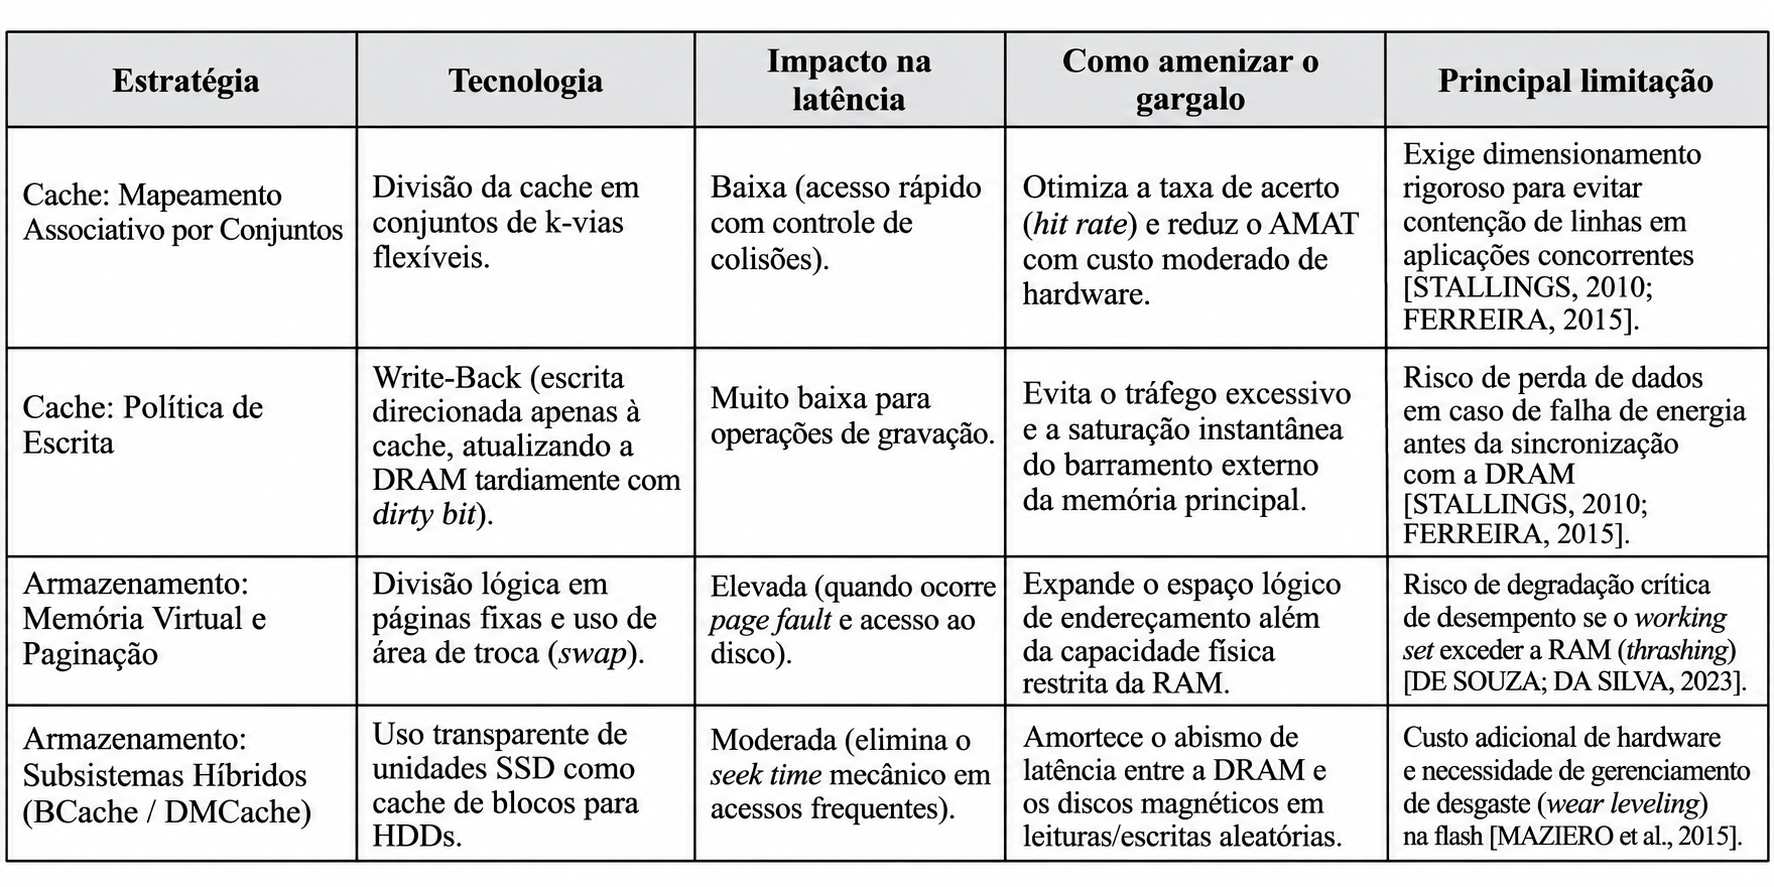 Estratégia
Tecnologia
Impacto na
latência
Como amenizar o
gargalo
Principal limitação
Cache: Mapeamento
Associativo por Conjuntos
Divisão da cache em
conjuntos de k-vias
flexíveis.
Baixa (acesso rápido
com controle de
colisões).
Otimiza a taxa de acerto
(hit rate) e reduz o AMAT
com custo moderado de
hardware.
Exige dimensionamento
rigoroso para evitar
contenção de linhas em
aplicações concorrentes
[STALLINGS, 2010;
FERREIRA, 2015].
Cache: Política de
Escrita
Write-Back (escrita
direcionada apenas à
cache, atualizando a
DRAM tardiamente com
dirty bit).
Muito baixa para
operações de gravação.
Evita o tráfego excessivo
e a saturação instantânea
do barramento externo
da memória principal.
Risco de perda de dados
em caso de falha de energia
antes da sincronização
com a DRAM
[STALLINGS, 2010;
FERREIRA, 2015].
Armazenamento:
Memória Virtual e
Paginação
Divisão lógica em
páginas fixas e uso de
área de troca (swap).
Elevada (quando ocorre
page fault e acesso ao
disco).
Expande o espaço lógico
de endereçamento além
da capacidade física
restrita da RAM.
Risco de degradação crítica
de desempenho se o working
set exceder a RAM (thrashing)
[DE SOUZA; DA SILVA, 2023].
Armazenamento:
Subsistemas Híbridos
(BCache / DMCache)
Uso transparente de
unidades SSD como
cache de blocos para
HDDs.
Moderada (elimina o
seek time mecânico em
acessos frequentes).
Amortece o abismo de
latência entre a DRAM e
os discos magnéticos em
leituras/escritas aleatórias.
Custo adicional de hardware
e necessidade de gerenciamento
de desgaste (wear leveling)
na flash [MAZIERO et al., 2015].